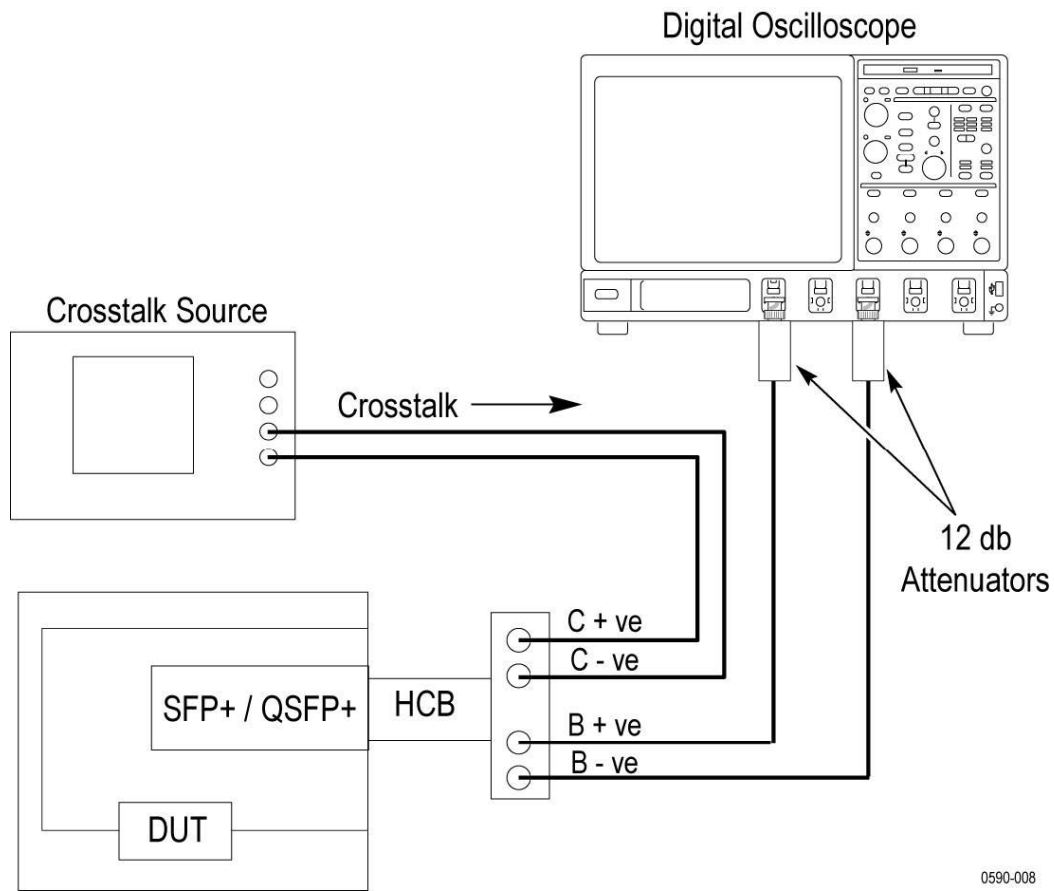 Digital Oscilloscope
Crosstalk Source
Crosstalk
12 db
Attenuators
C + ve
C - ve
SFP+ / QSFP+
HCB
B + ve
B - ve
DUT
0590-008